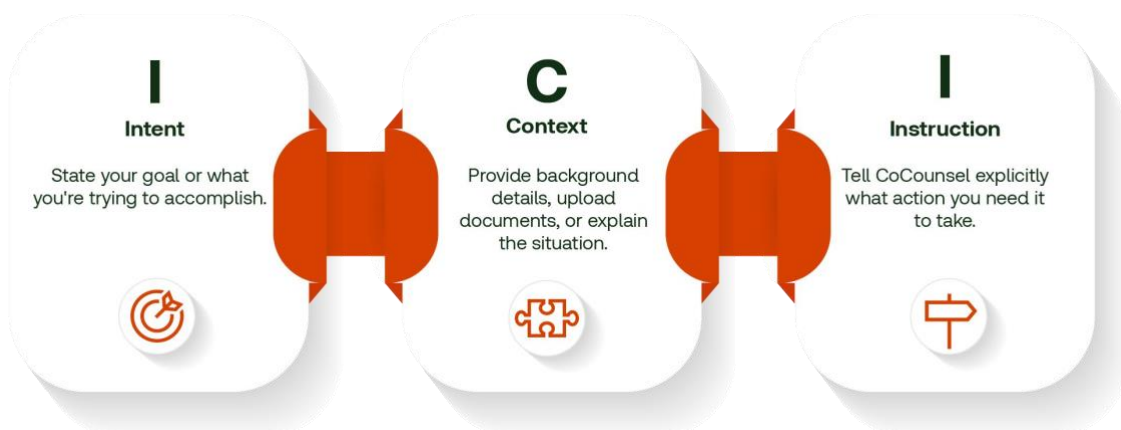 I
Intent
State your goal or what
you're trying to accomplish.
C
Context
Provide background
details, upload
documents, or explain
the situation.
I
Instruction
Tell CoCounsel explicitly
what action you need it
to take.